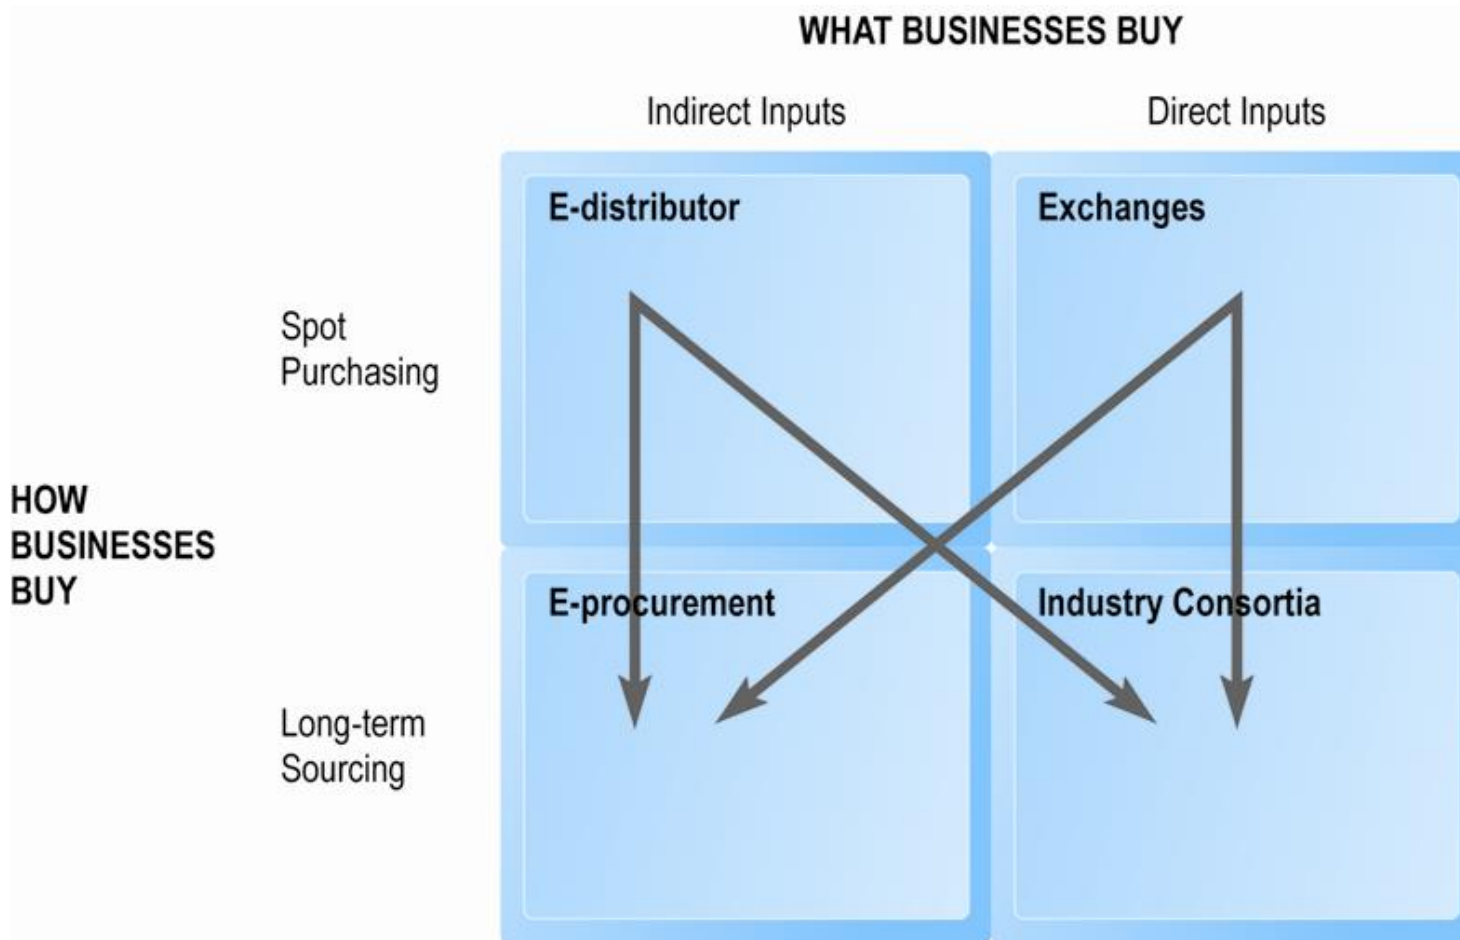 WHAT BUSINESSES BUY
Indirect Inputs
Direct Inputs
E-distributor
Exchanges
Spot
Purchasing
HOW
BUSINESSES
BUY
E-procurement
Industry Consortia
Long-term
Sourcing